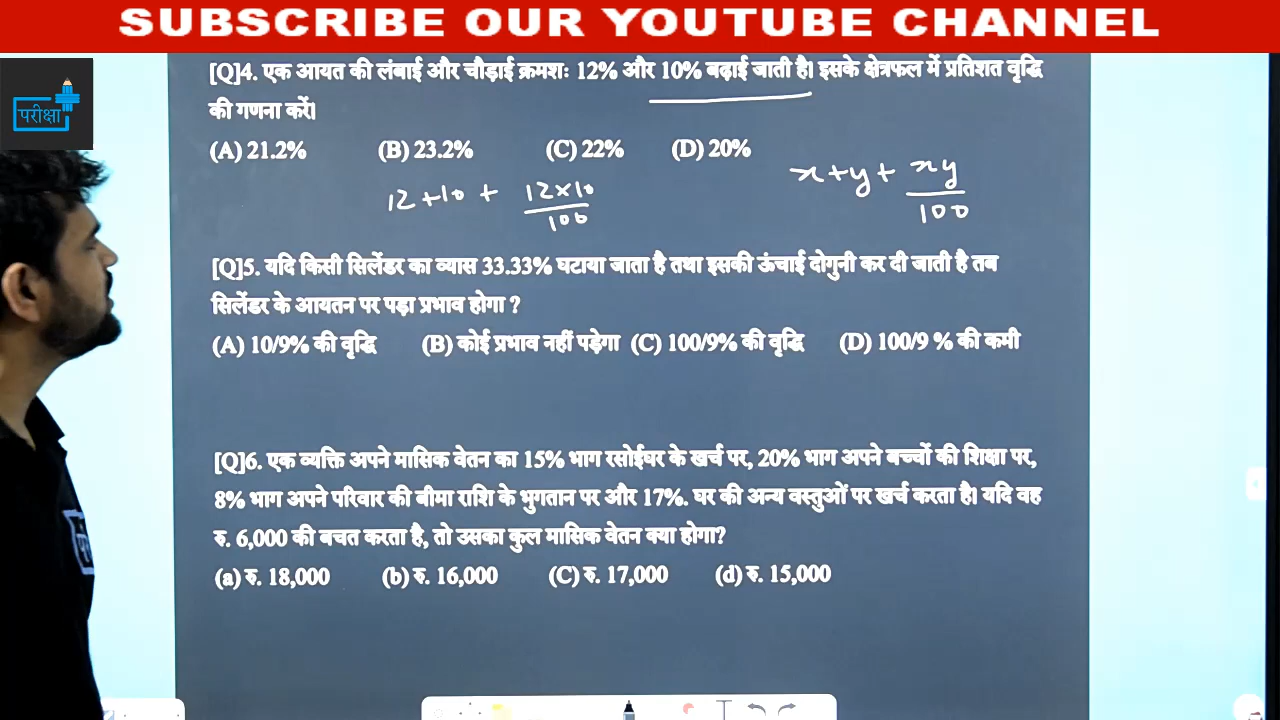 SUBSCRIBE OUR YOUTUBE CHANNEL
परीक्षा
[Q]4. एक आयत की लंबाई और चौड़ाई क्रमशः 12% और 10% बढ़ाई जाती है। इसके क्षेत्रफल में प्रतिशत वृद्धि
की गणना करें।
(A) 21.2% (B) 23.2% (C) 22% (D) 20%
12+10 + 12×10/100
x+y+ xy/100
[Q]5. यदि किसी सिलेंडर का व्यास 33.33% घटाया जाता है तथा इसकी ऊंचाई दोगुनी कर दी जाती है तब
सिलेंडर के आयतन पर पड़ा प्रभाव होगा ?
(A) 10/9% की वृद्धि (B) कोई प्रभाव नहीं पड़ेगा (C) 100/9% की वृद्धि (D) 100/9 % की कमी
[Q]6. एक व्यक्ति अपने मासिक वेतन का 15% भाग रसोईघर के खर्च पर, 20% भाग अपने बच्चों की शिक्षा पर,
8% भाग अपने परिवार की बीमा राशि के भुगतान पर और 17%. घर की अन्य वस्तुओं पर खर्च करता है। यदि वह
रु. 6,000 की बचत करता है, तो उसका कुल मासिक वेतन क्या होगा?
(a) रु. 18,000 (b) रु. 16,000 (C) रु. 17,000 (d) रु. 15,000